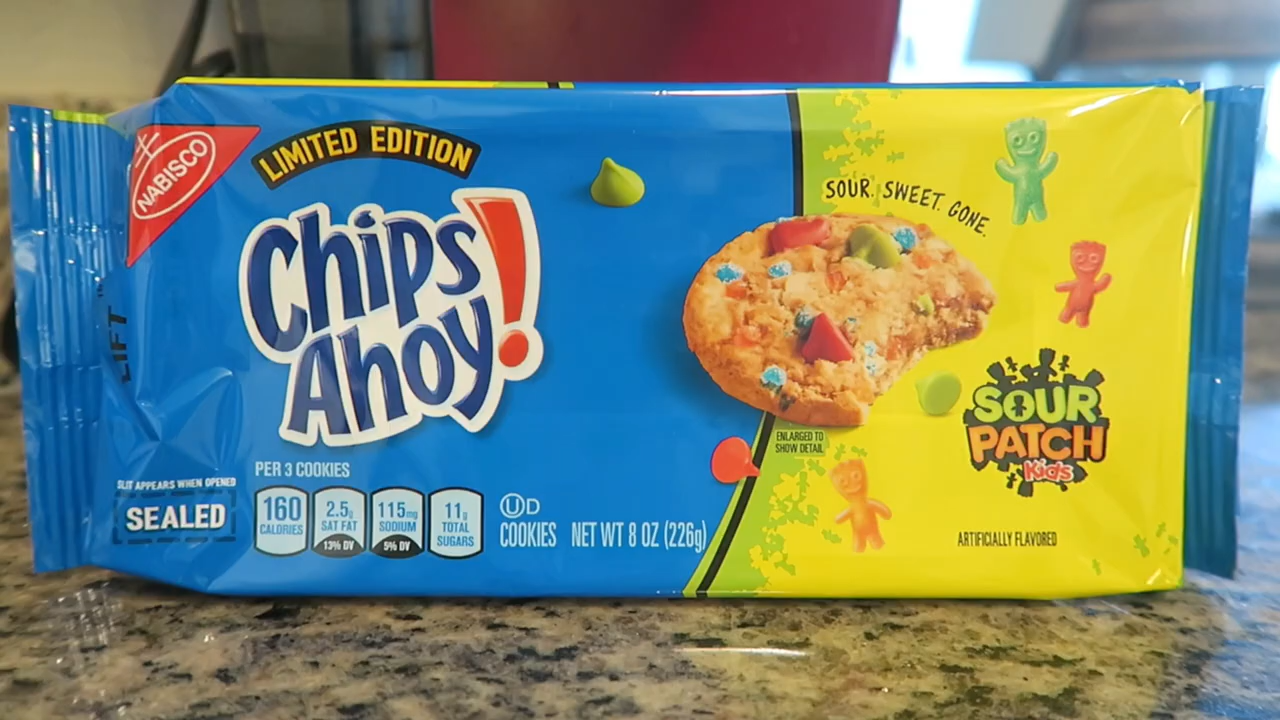 NABISCO
LIMITED EDITION
Chips
Ahoy!
LIFT
SLIT APPEARS WHEN OPENED
SEALED
PER 3 COOKIES
160
CALORIES
2.5g
SAT FAT
13% DV
115mg
SODIUM
5% DV
11g
TOTAL
SUGARS
UD
COOKIES NET WT 8 OZ (226g)
SOUR. SWEET. GONE.
ENLARGED TO
SHOW DETAIL
SOUR
PATCH
Kids
ARTIFICIALLY FLAVORED